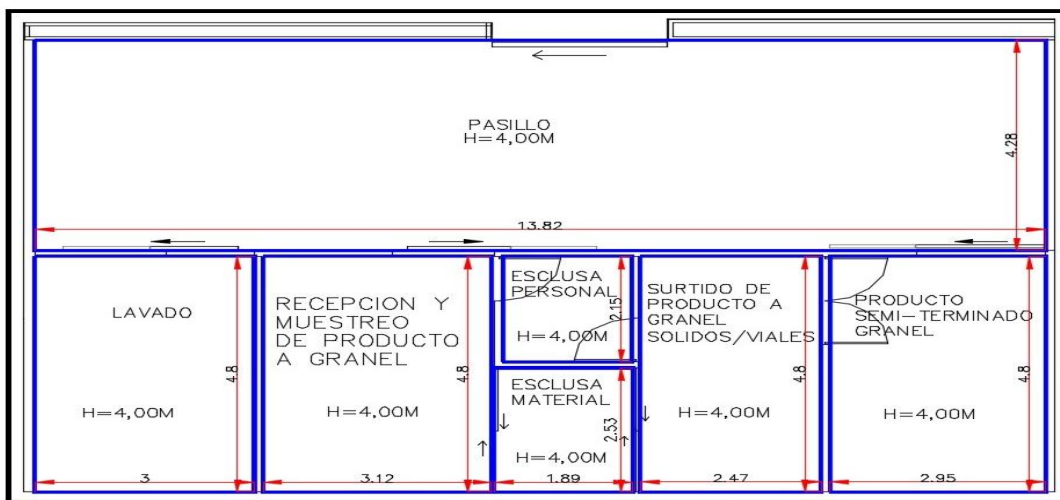 PASILLO
H=4,00M
4.28
13.82
LAVADO
4.8
H=4,00M
3
RECEPCION Y
MUESTREO
DE PRODUCTO
A GRANEL
4.8
H=4,00M
3.12
ESCLUSA
PERSONAL
2.15
H=4,00M
ESCLUSA
MATERIAL
2.53
H=4,00M
1.89
SURTIDO DE
PRODUCTO A
GRANEL
SOLIDOS/VIALES
4.8
H=4,00M
2.47
PRODUCTO
SEMI-TERMINADO
GRANEL
4.8
H=4,00M
2.95